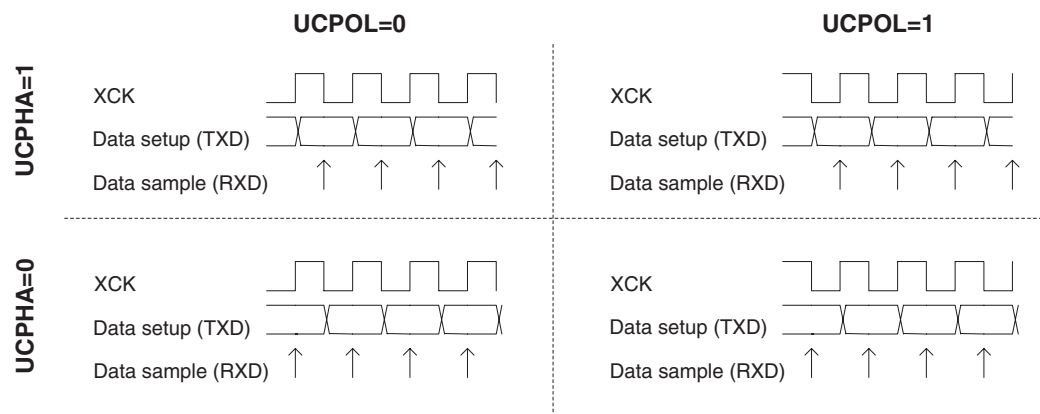 UCPOL=0
UCPOL=1
UCPHA=1
XCK
Data setup (TXD)
Data sample (RXD)
XCK
Data setup (TXD)
Data sample (RXD)
UCPHA=0
XCK
Data setup (TXD)
Data sample (RXD)
XCK
Data setup (TXD)
Data sample (RXD)